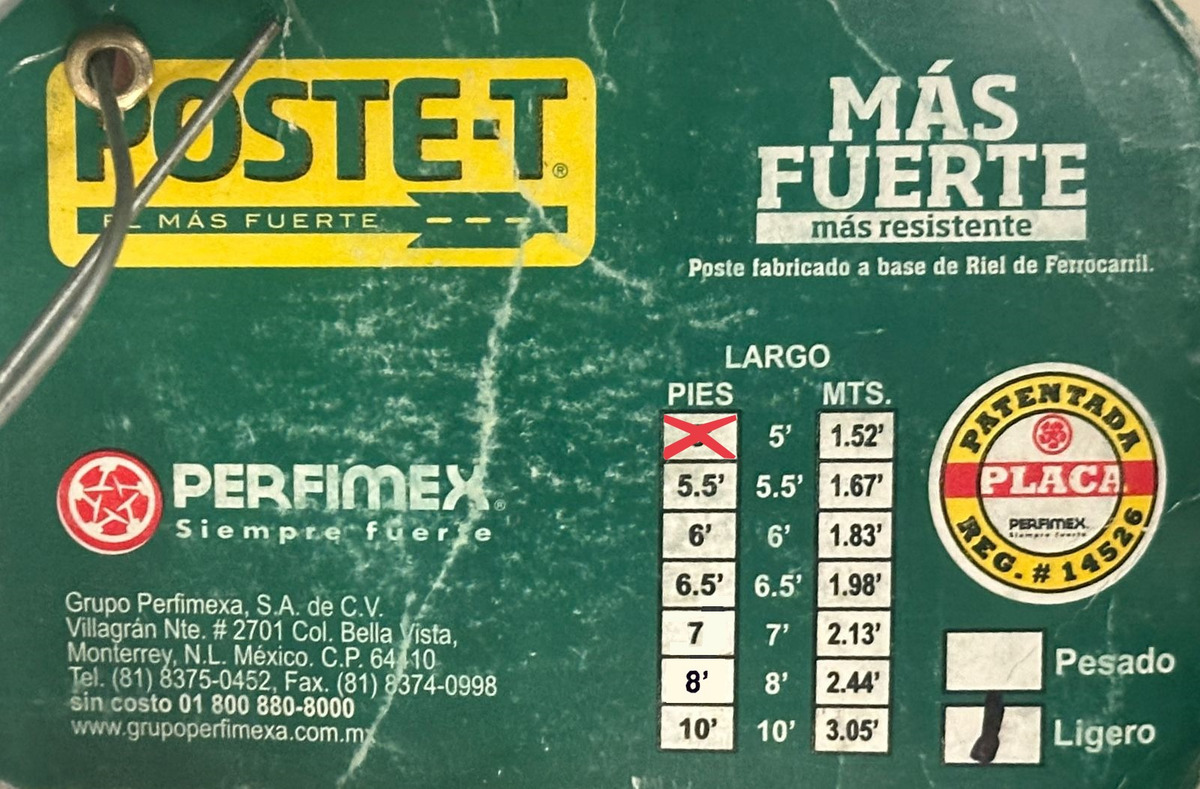 POSTE-T®
EL MÁS FUERTE
MÁS
FUERTE
más resistente
Poste fabricado a base de Riel de Ferrocarril.
LARGO
PIES MTS.
5' 1.52'
5.5' 5.5' 1.67'
6' 6' 1.83'
6.5' 6.5' 1.98'
7 7' 2.13'
8' 8' 2.44'
10' 10' 3.05'
PATENTADA
PLACA
PERFIMEX
Siempre fuerte
REG. # 14526
PERFIMEX®
Siempre fuerte
Grupo Perfimexa, S.A. de C.V.
Villagrán Nte. # 2701 Col. Bella Vista,
Monterrey, N.L. México. C.P. 64410
Tel. (81) 8375-0452, Fax. (81) 8374-0998
sin costo 01 800 880-8000
www.grupoperfimexa.com.mx
Pesado
Ligero